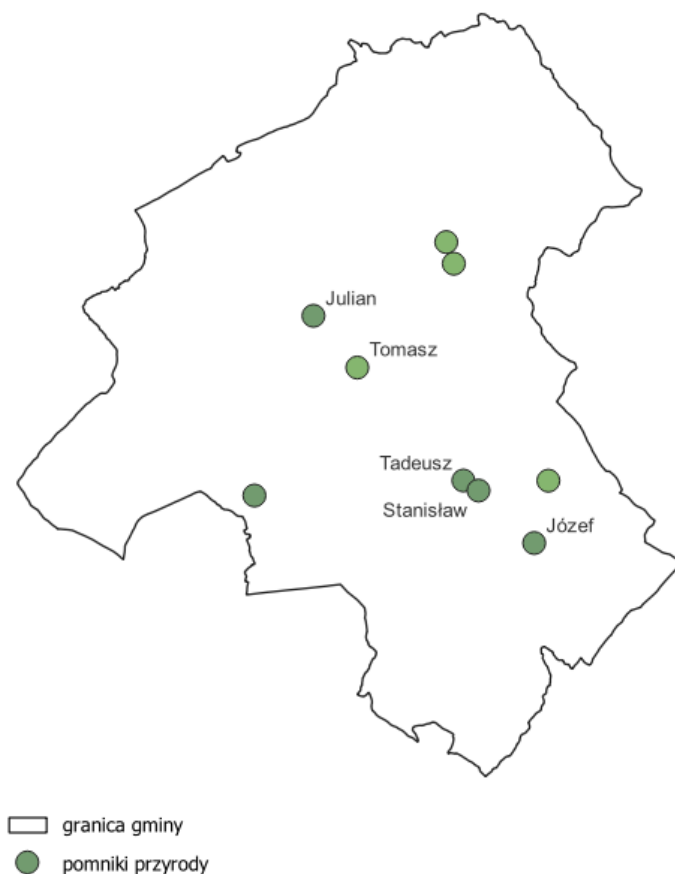 Julian
Tomasz
Tadeusz
Stanisław
Józef
granica gminy
pomniki przyrody